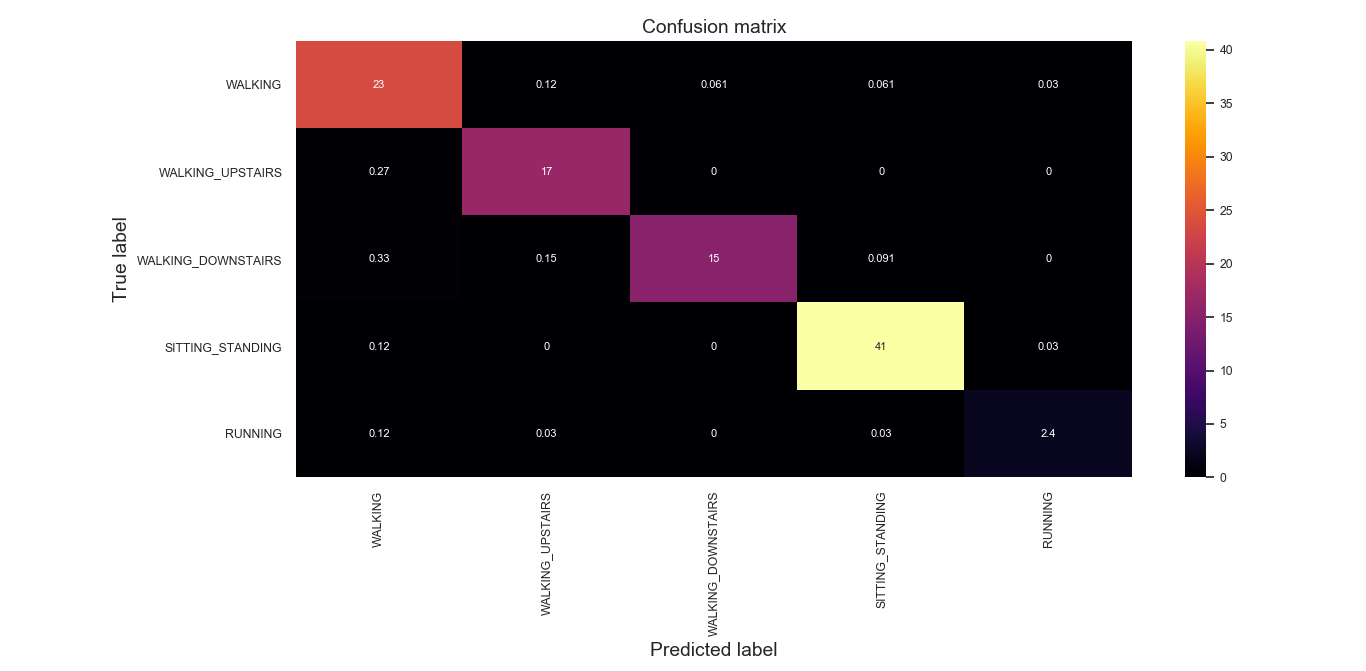 Confusion matrix
WALKING 23 0.12 0.061 0.061 0.03
WALKING_UPSTAIRS 0.27 17 0 0 0
WALKING_DOWNSTAIRS 0.33 0.15 15 0.091 0
SITTING_STANDING 0.12 0 0 41 0.03
RUNNING 0.12 0.03 0 0.03 2.4
True label
WALKING
WALKING_UPSTAIRS
WALKING_DOWNSTAIRS
SITTING_STANDING
RUNNING
Predicted label
40
35
30
25
20
15
10
5
0